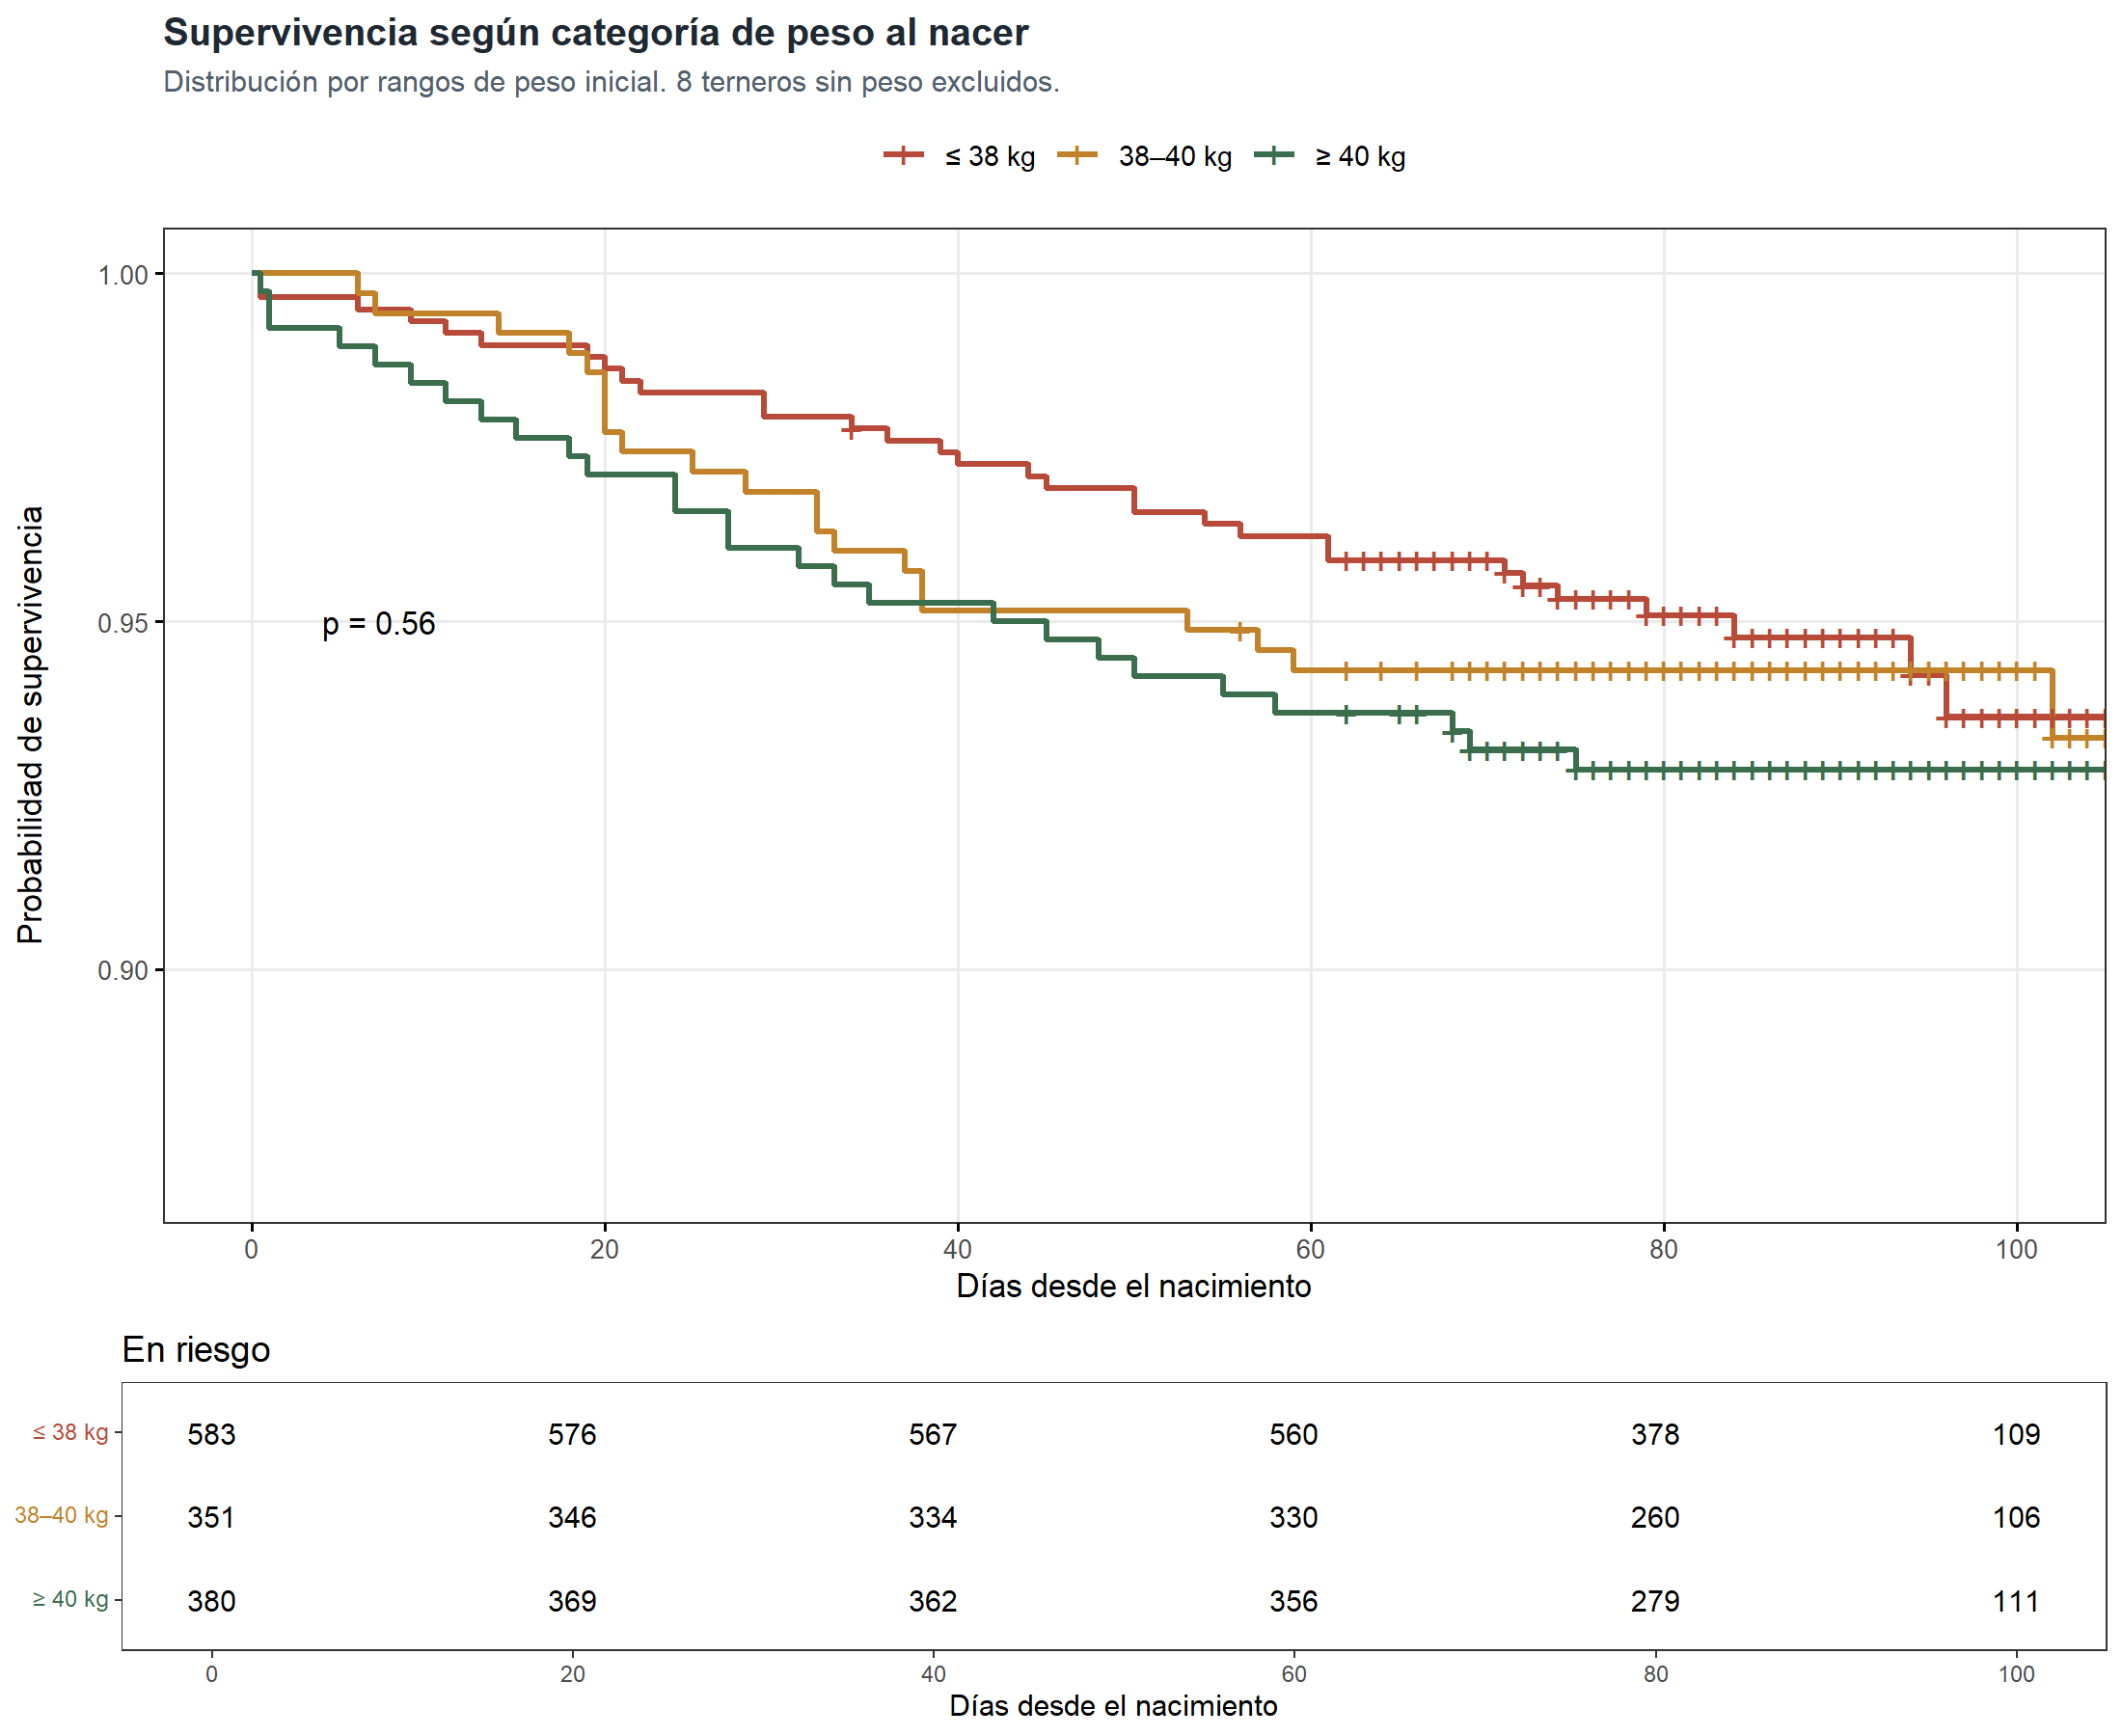 Supervivencia según categoría de peso al nacer
Distribución por rangos de peso inicial. 8 terneros sin peso excluidos.
≤ 38 kg 38–40 kg ≥ 40 kg
Probabilidad de supervivencia
1.00
0.95
0.90
p = 0.56
0 20 40 60 80 100
Días desde el nacimiento
En riesgo
≤ 38 kg 583 576 567 560 378 109
38–40 kg 351 346 334 330 260 106
≥ 40 kg 380 369 362 356 279 111
0 20 40 60 80 100
Días desde el nacimiento